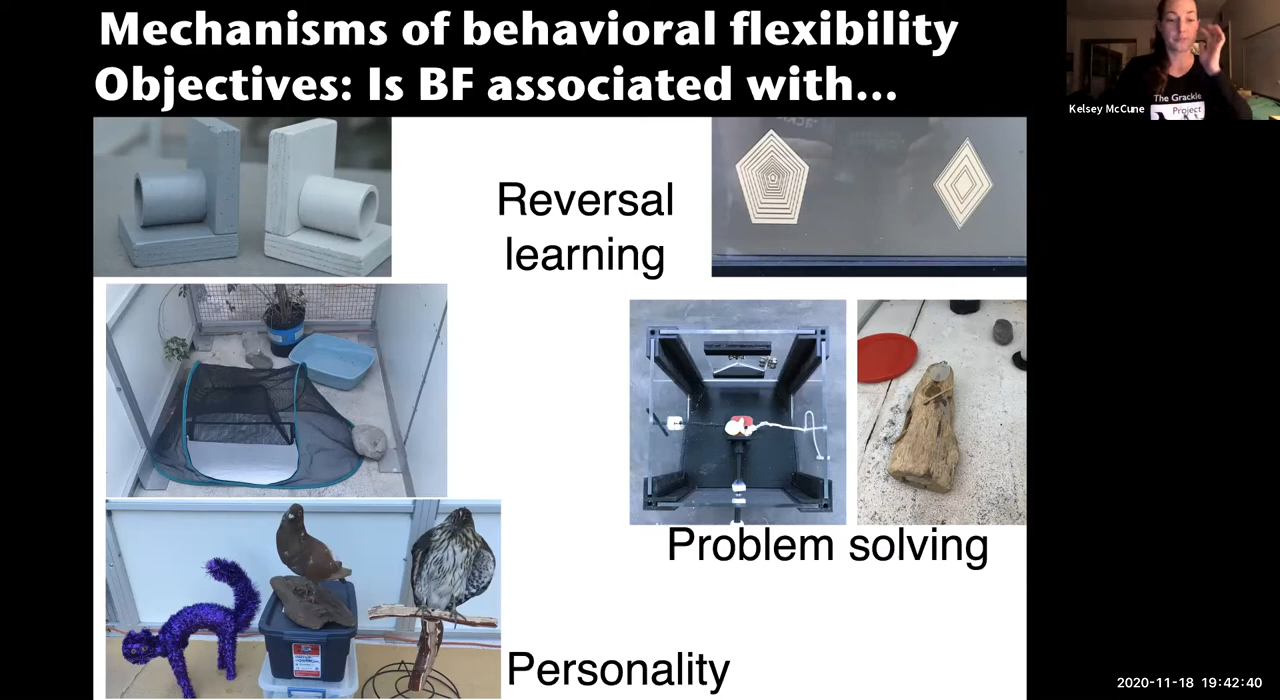 Mechanisms of behavioral flexibility
Objectives: Is BF associated with...
Kelsey McCune
The Grackle
Project
Reversal
learning
Problem solving
Personality
2020-11-18 19:42:40